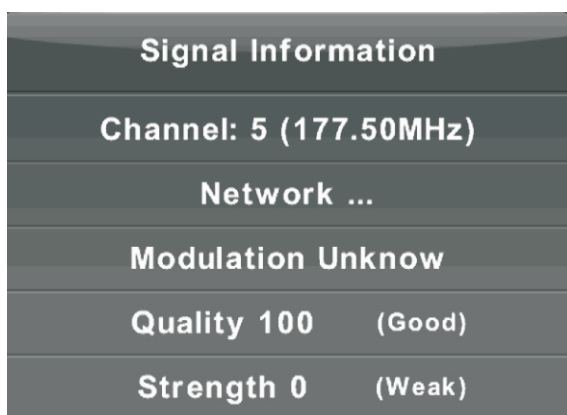 Signal Information
Channel: 5 (177.50MHz)
Network ...
Modulation Unknow
Quality 100 (Good)
Strength 0 (Weak)